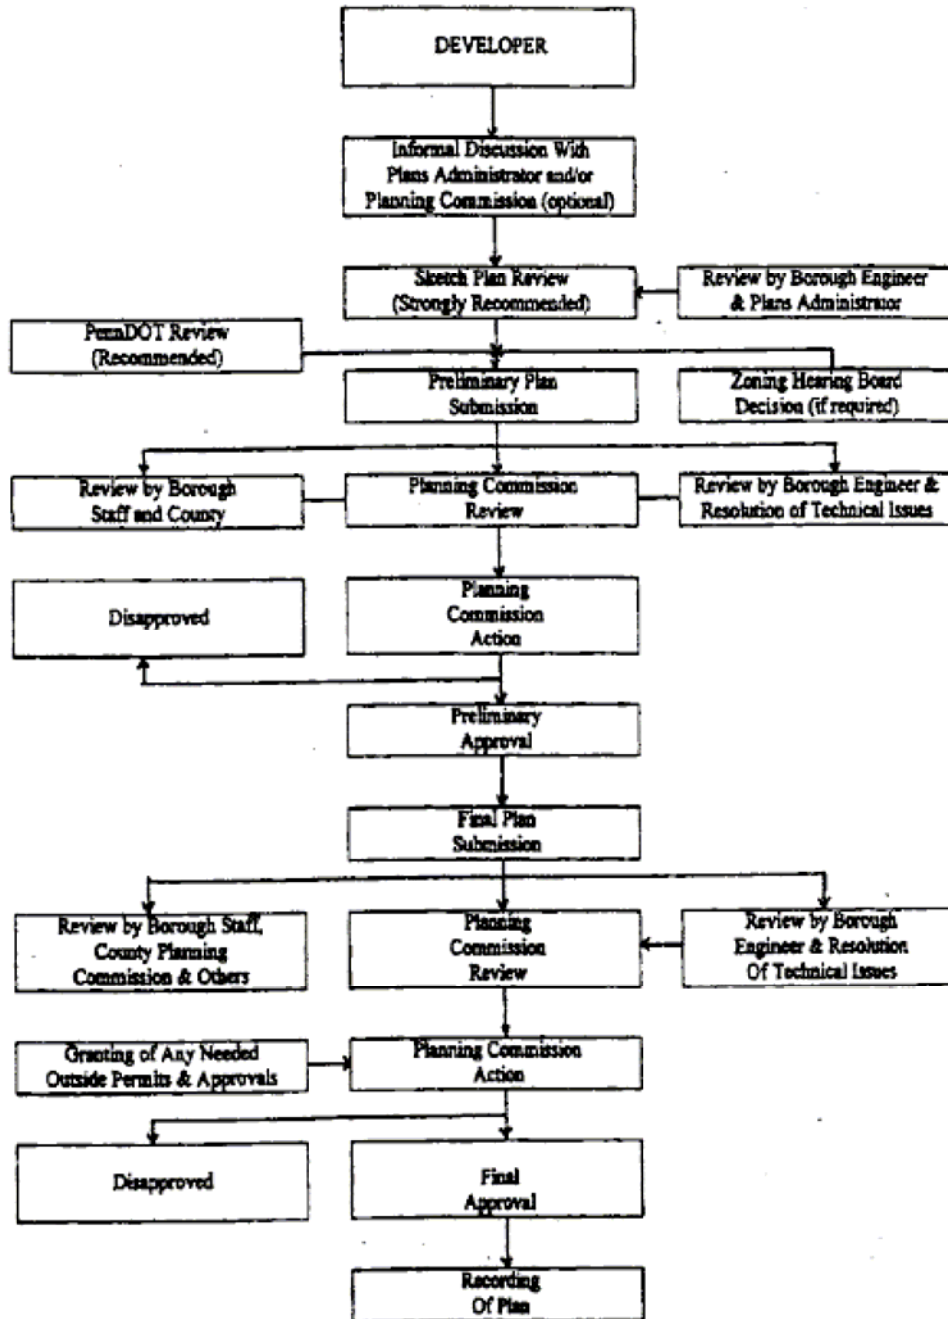 DEVELOPER
Informal Discussion With
Plans Administrator and/or
Planning Commission (optional)
Sketch Plan Review
(Strongly Recommended)
Review by Borough Engineer
& Plans Administrator
PennDOT Review
(Recommended)
Preliminary Plan
Submission
Zoning Hearing Board
Decision (if required)
Review by Borough
Staff and County
Planning Commission
Review
Review by Borough Engineer &
Resolution of Technical Issues
Disapproved
Planning
Commission
Action
Preliminary
Approval
Final Plan
Submission
Review by Borough Staff,
County Planning
Commission & Others
Planning
Commission
Review
Review by Borough
Engineer & Resolution
Of Technical Issues
Granting of Any Needed
Outside Permits & Approvals
Planning Commission
Action
Disapproved
Final
Approval
Recording
Of Plan